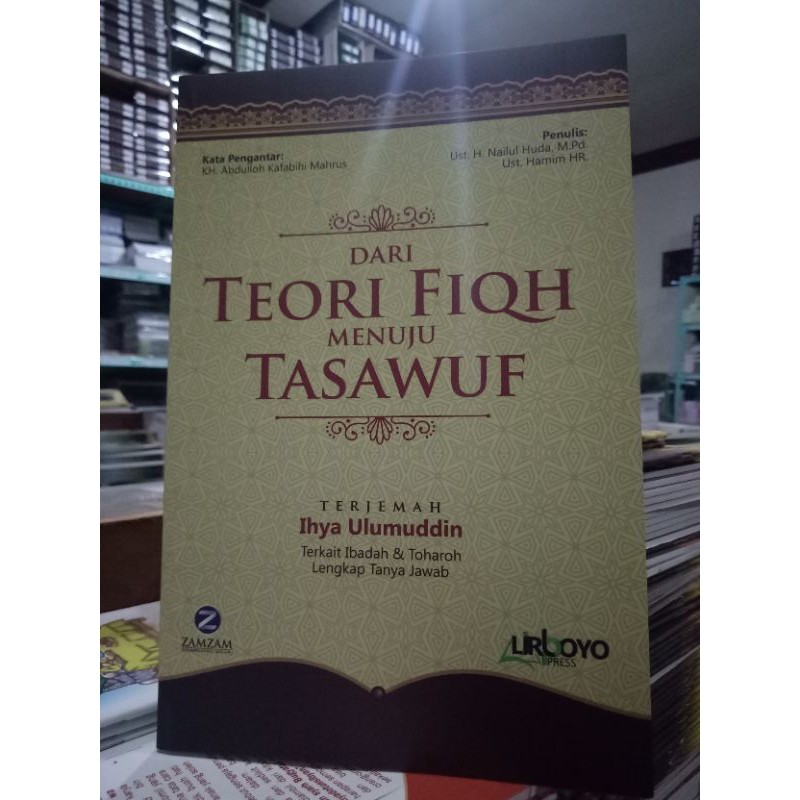 Kata Pengantar:
KH. Abdulloh Kafabihi Mahrus
Penulis:
Ust. H. Nailul Huda, M.Pd.
Ust. Hamim HR.
DARI
TEORI FIQH
MENUJU
TASAWUF
TERJEMAH
Ihya Ulumuddin
Terkait Ibadah & Toharoh
Lengkap Tanya Jawab
Z
ZAMZAM
LIRBOYO
PRESS